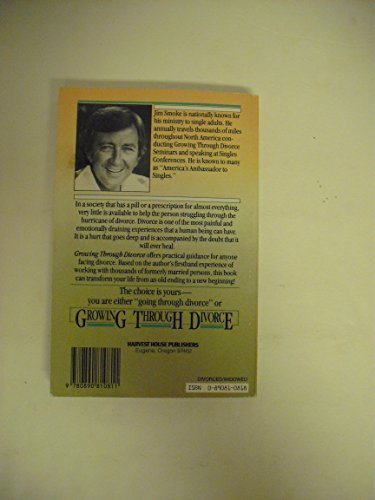 Jim Smoke is nationally known for
his ministry to single adults. He
annually travels thousands of miles
throughout North America con-
ducting Growing Through Divorce
Seminars and speaking at Singles
Conferences. He is known to many
as "America's Ambassador to
Singles."
In a society that has a pill or a prescription for almost everything,
very little is available to help the person struggling through the
hurricane of divorce. Divorce is one of the most painful and
emotionally draining experiences that a human being can have.
It is a hurt that goes deep and is accompanied by the doubt that it
will ever heal.
Growing Through Divorce offers practical guidance for anyone
facing divorce. Based on the author's firsthand experience of
working with thousands of formerly married persons, this book
can transform your life from an old ending to a new beginning!
The choice is yours—
you are either "going through divorce" or
GROWING THROUGH DIVORCE
HARVEST HOUSE PUBLISHERS
Eugene, Oregon 97402
DIVORCED/WIDOWED
ISBN 0-89081-081-X
9 780890 810811